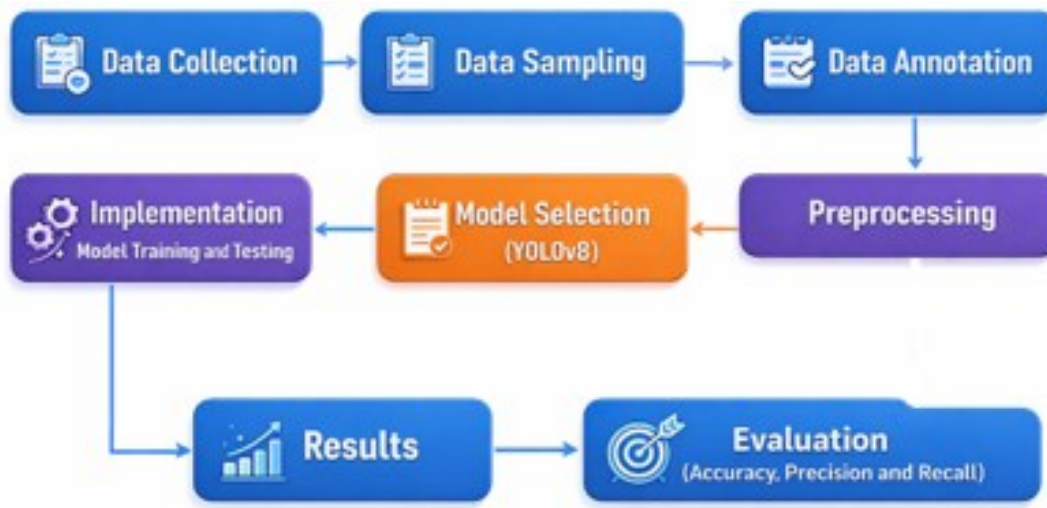 Data Collection
Data Sampling
Data Annotation
Preprocessing
Model Selection
(YOLOv8)
Implementation
Model Training and Testing
Results
Evaluation
(Accuracy, Precision and Recall)